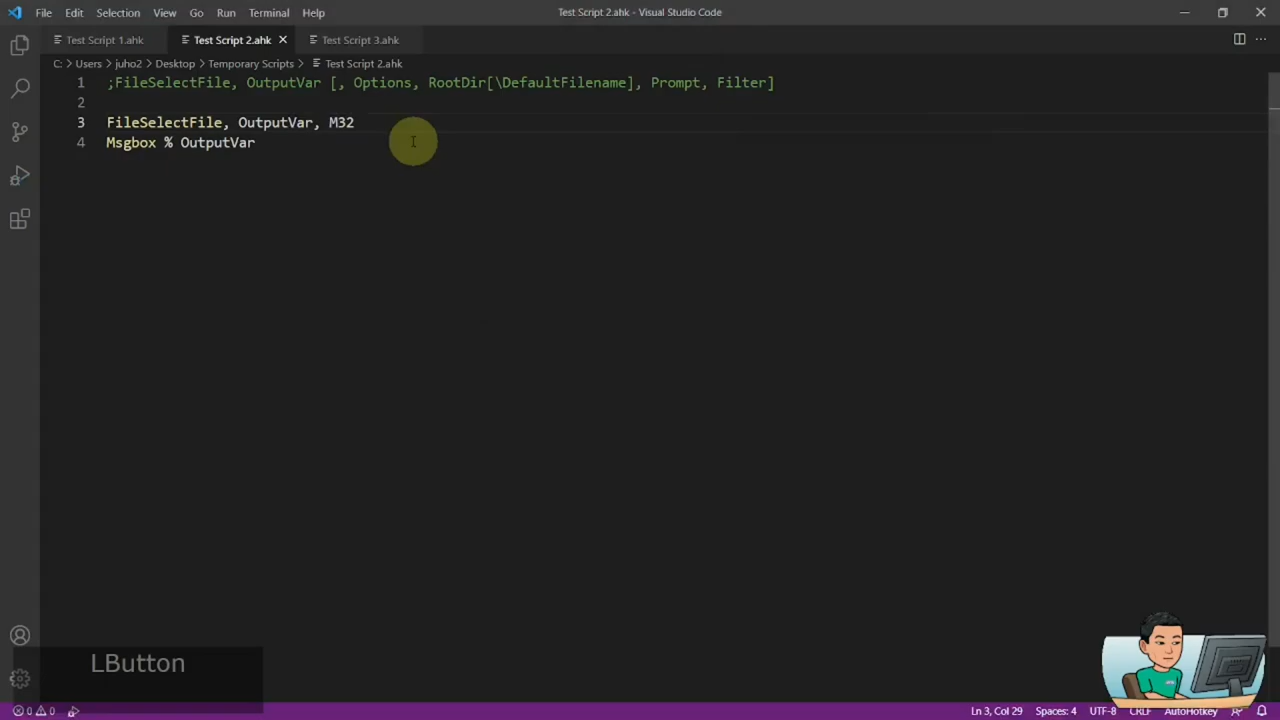 File Edit Selection View Go Run Terminal Help
Test Script 2.ahk - Visual Studio Code
Test Script 1.ahk Test Script 2.ahk Test Script 3.ahk
C: > Users > juho2 > Desktop > Temporary Scripts > Test Script 2.ahk
1 ;FileSelectFile, OutputVar [, Options, RootDir[\DefaultFilename], Prompt, Filter]
2
3 FileSelectFile, OutputVar, M32
4 Msgbox % OutputVar
LButton
0 0 Ln 3, Col 29 Spaces: 4 UTF-8 CRLF AutoHotkey